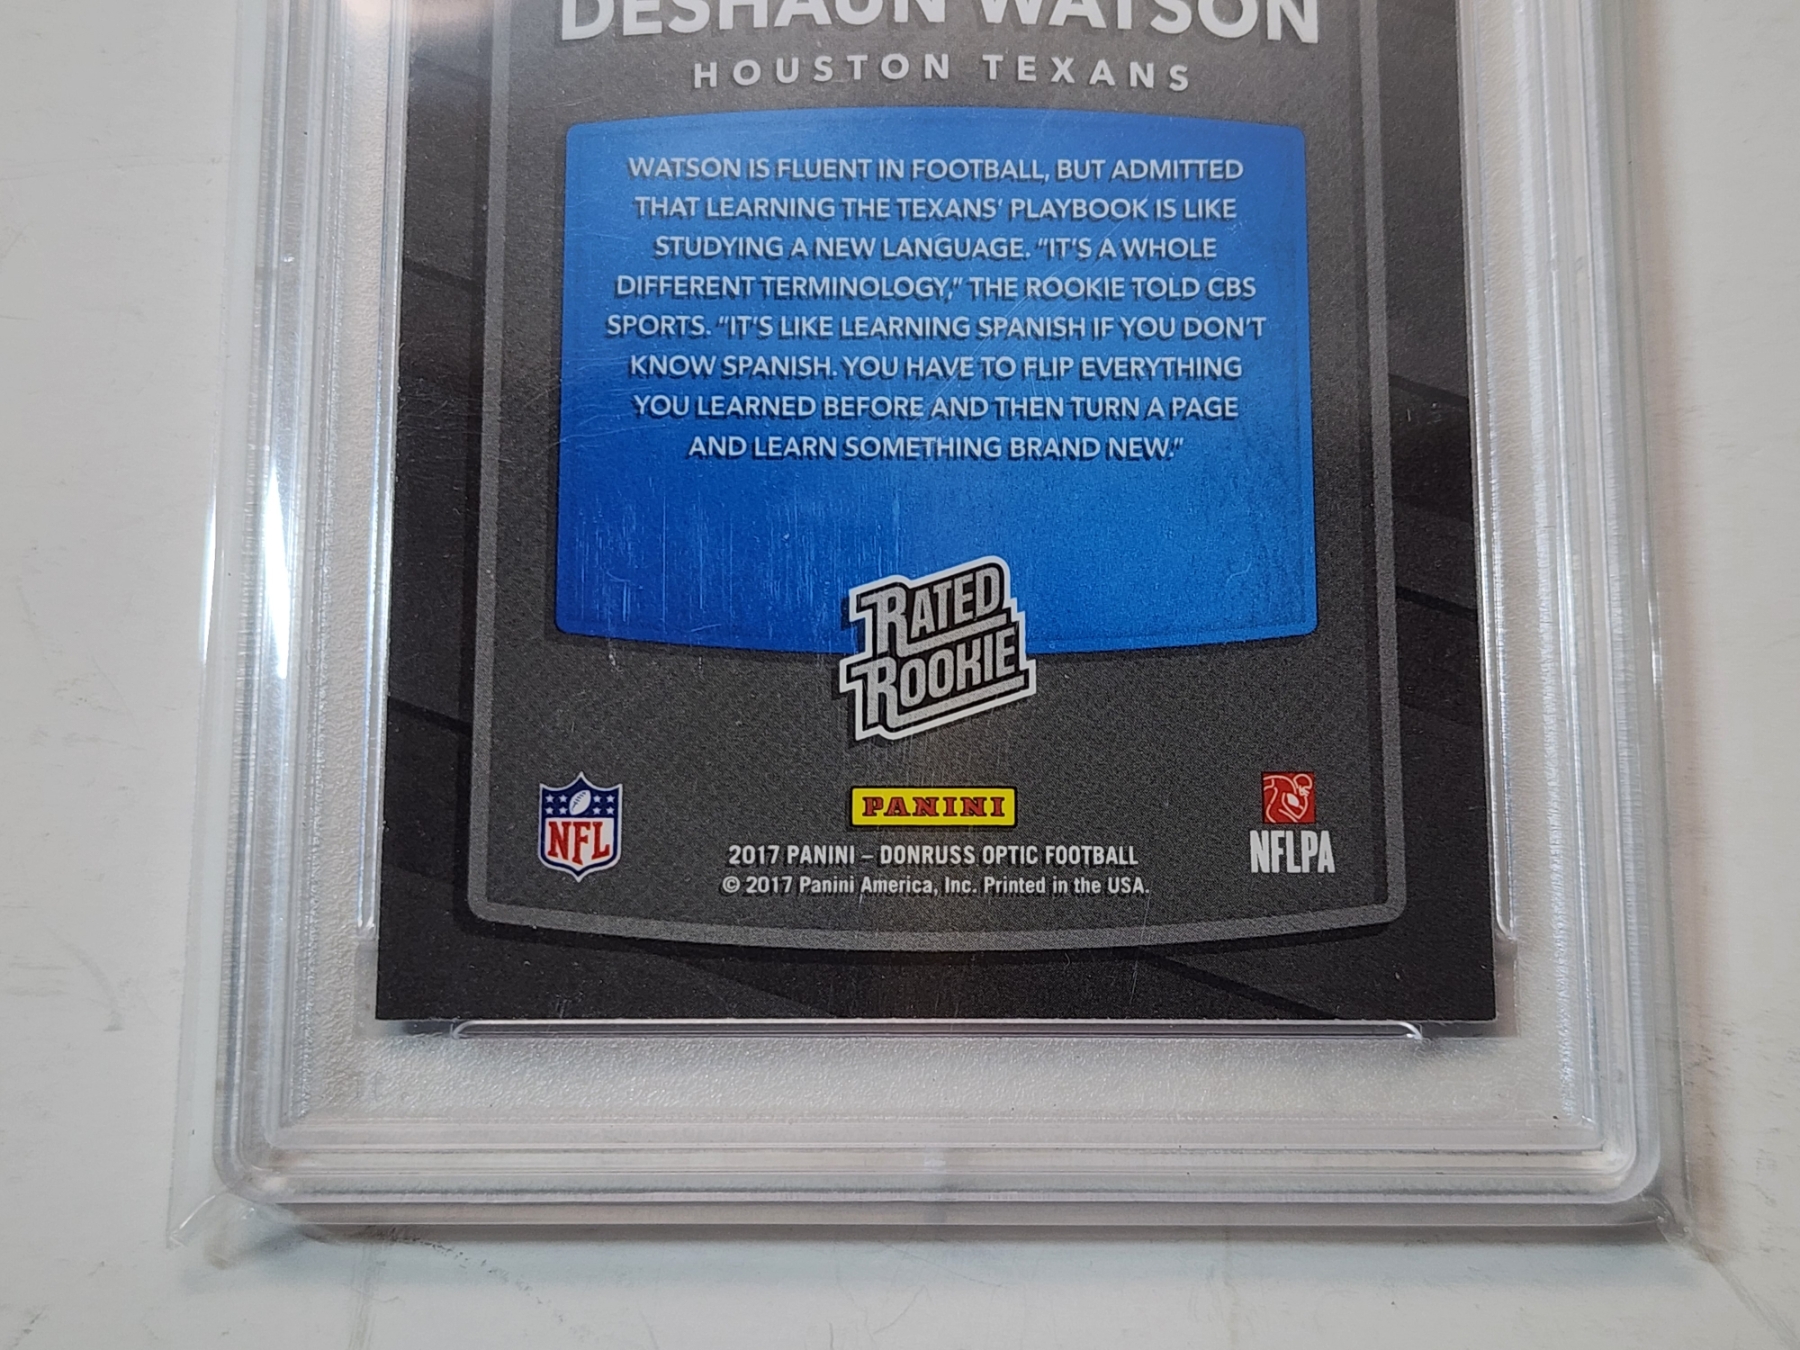 DESHAUN WATSON
HOUSTON TEXANS
WATSON IS FLUENT IN FOOTBALL, BUT ADMITTED
THAT LEARNING THE TEXANS' PLAYBOOK IS LIKE
STUDYING A NEW LANGUAGE. "IT'S A WHOLE
DIFFERENT TERMINOLOGY," THE ROOKIE TOLD CBS
SPORTS. "IT'S LIKE LEARNING SPANISH IF YOU DON'T
KNOW SPANISH. YOU HAVE TO FLIP EVERYTHING
YOU LEARNED BEFORE AND THEN TURN A PAGE
AND LEARN SOMETHING BRAND NEW."
RATED
ROOKIE
NFL
PANINI
NFLPA
2017 PANINI – DONRUSS OPTIC FOOTBALL
© 2017 Panini America, Inc. Printed in the USA.